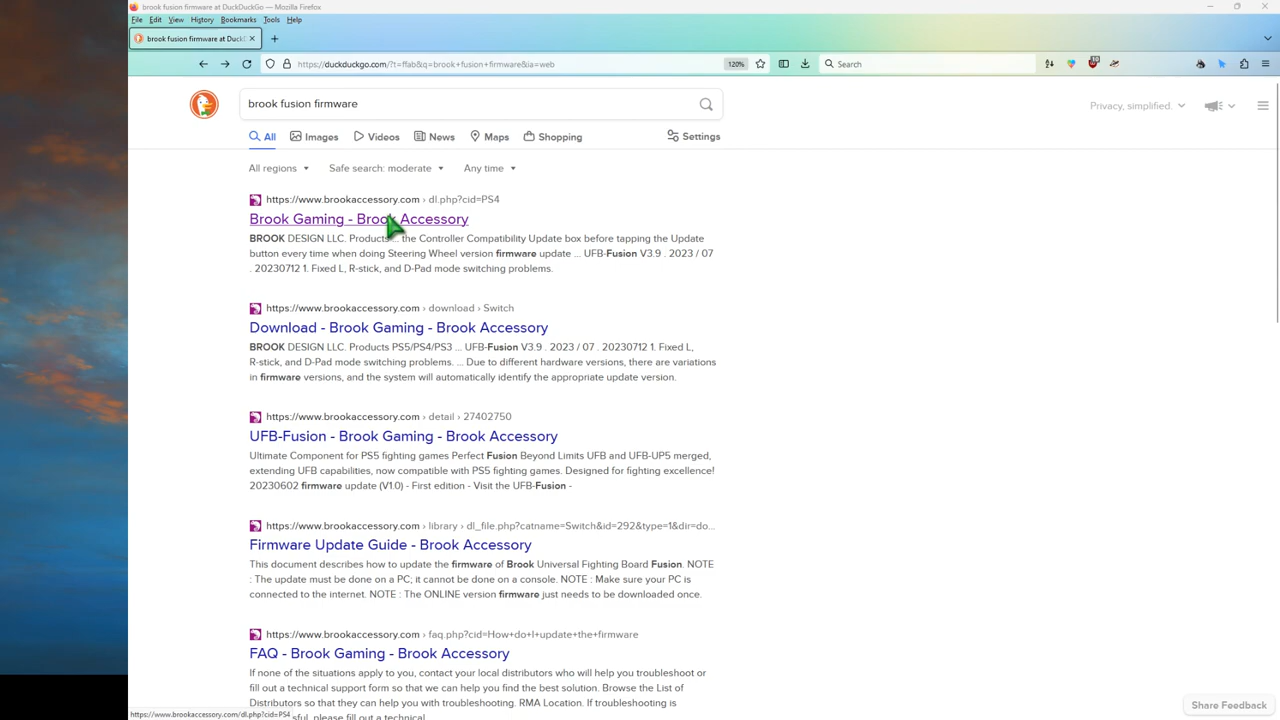 brook fusion firmware at DuckDuckGo — Mozilla Firefox
File Edit View History Bookmarks Tools Help
brook fusion firmware at DuckD
https://duckduckgo.com/?t=ffab&q=brook+fusion+firmware&ia=web
120%
Search
brook fusion firmware
Privacy, simplified.
All Images Videos News Maps Shopping Settings
All regions Safe search: moderate Any time
https://www.brookaccessory.com › dl.php?cid=PS4
Brook Gaming - Brook Accessory
BROOK DESIGN LLC. Products ... the Controller Compatibility Update box before tapping the Update
button every time when doing Steering Wheel version firmware update ... UFB-Fusion V3.9 . 2023 / 07
. 20230712 1. Fixed L, R-stick, and D-Pad mode switching problems.
https://www.brookaccessory.com › download › Switch
Download - Brook Gaming - Brook Accessory
BROOK DESIGN LLC. Products PS5/PS4/PS3 ... UFB-Fusion V3.9 . 2023 / 07 . 20230712 1. Fixed L,
R-stick, and D-Pad mode switching problems. ... Due to different hardware versions, there are variations
in firmware versions, and the system will automatically identify the appropriate update version.
https://www.brookaccessory.com › detail › 27402750
UFB-Fusion - Brook Gaming - Brook Accessory
Ultimate Component for PS5 fighting games Perfect Fusion Beyond Limits UFB and UFB-UP5 merged,
extending UFB capabilities, now compatible with PS5 fighting games. Designed for fighting excellence!
20230602 firmware update (V1.0) - First edition - Visit the UFB-Fusion -
https://www.brookaccessory.com › library › dl_file.php?catname=Switch&id=292&type=1&dir=do...
Firmware Update Guide - Brook Accessory
This document describes how to update the firmware of Brook Universal Fighting Board Fusion. NOTE
: The update must be done on a PC; it cannot be done on a console. NOTE : Make sure your PC is
connected to the internet. NOTE : The ONLINE version firmware just needs to be downloaded once.
https://www.brookaccessory.com › faq.php?cid=How+do+I+update+the+firmware
FAQ - Brook Gaming - Brook Accessory
If none of the situations apply to you, contact your local distributors who will help you troubleshoot or
fill out a technical support form so that we can help you find the best solution. Browse the List of
Distributors so that they can help you with troubleshooting. RMA Location. If troubleshooting is
sful, please fill out a technical
https://www.brookaccessory.com/dl.php?cid=PS4
Share Feedback